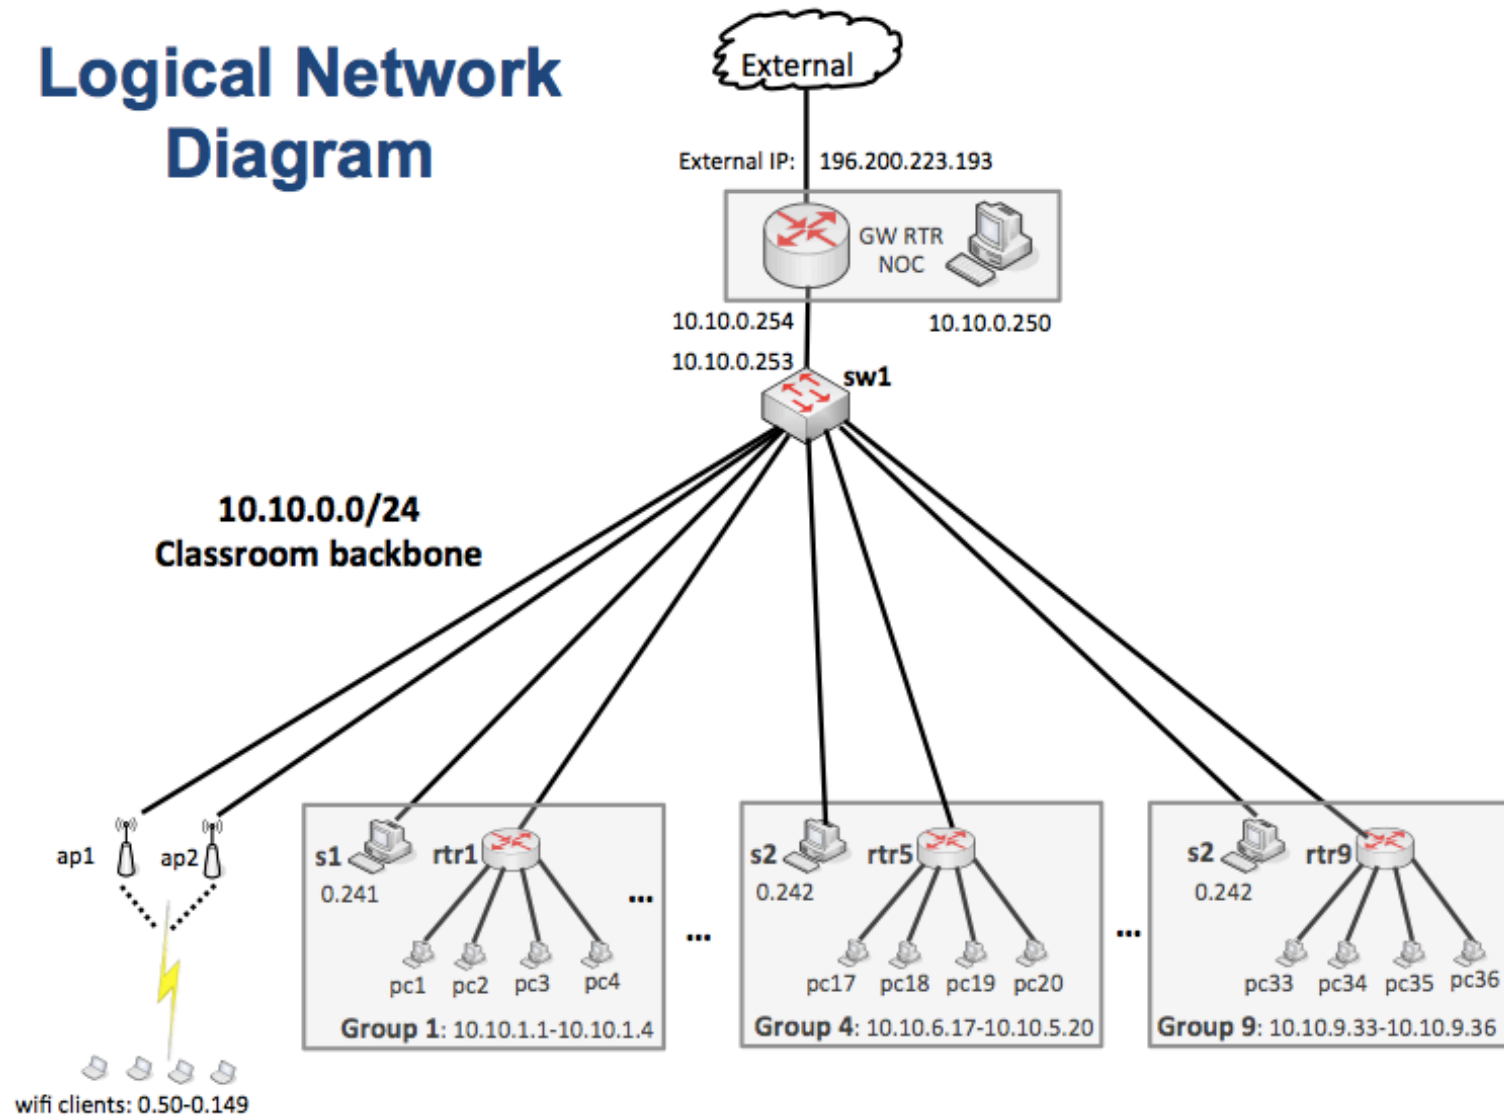 Logical Network
Diagram
External
External IP: 196.200.223.193
GW RTR
NOC
10.10.0.254
10.10.0.250
10.10.0.253
sw1
10.10.0.0/24
Classroom backbone
ap1
ap2
s1
0.241
rtr1
...
pc1 pc2 pc3 pc4
Group 1: 10.10.1.1-10.10.1.4
...
s2
0.242
rtr5
pc17 pc18 pc19 pc20
Group 4: 10.10.6.17-10.10.5.20
...
s2
0.242
rtr9
pc33 pc34 pc35 pc36
Group 9: 10.10.9.33-10.10.9.36
wifi clients: 0.50-0.149